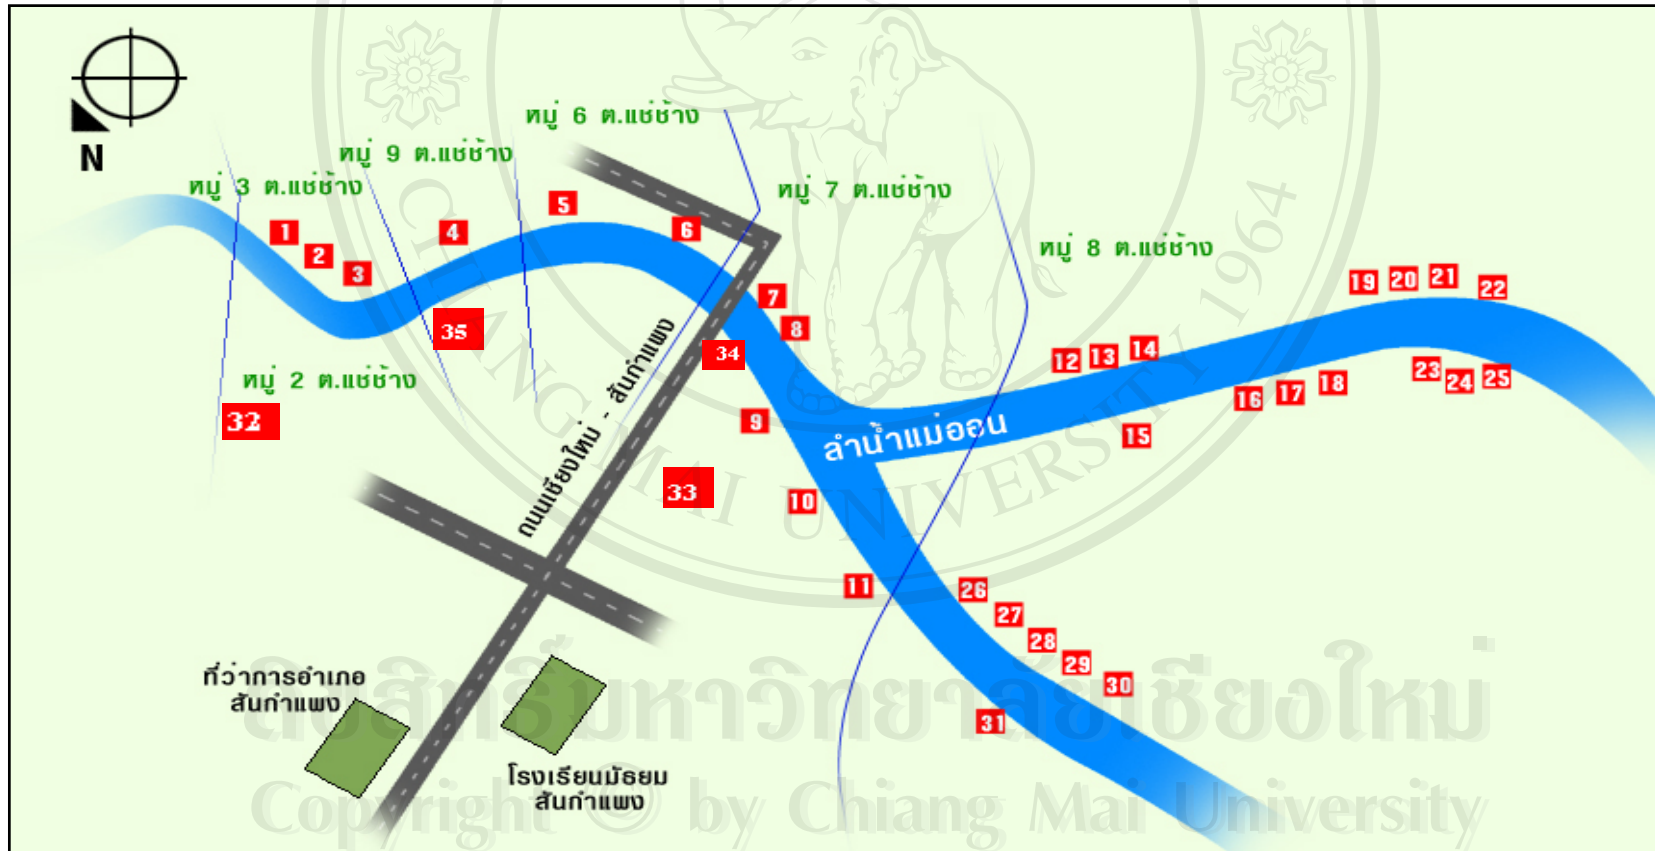 N
หมู่ 6 ต.แช่ช้าง
หมู่ 9 ต.แช่ช้าง
หมู่ 3 ต.แช่ช้าง
หมู่ 7 ต.แช่ช้าง
หมู่ 8 ต.แช่ช้าง
หมู่ 2 ต.แช่ช้าง
1
2
3
4
5
6
7
8
9
10
11
12
13
14
15
16
17
18
19
20
21
22
23
24
25
26
27
28
29
30
31
32
33
34
35
ถนนเชียงใหม่ - สันกำแพง
ลำน้ำแม่ออน
ที่ว่าการอำเภอ
สันกำแพง
โรงเรียนมัธยม
สันกำแพง
CHIANG MAI UNIVERSITY 1964
ลิขสิทธิ์มหาวิทยาลัยเชียงใหม่
Copyright © by Chiang Mai University